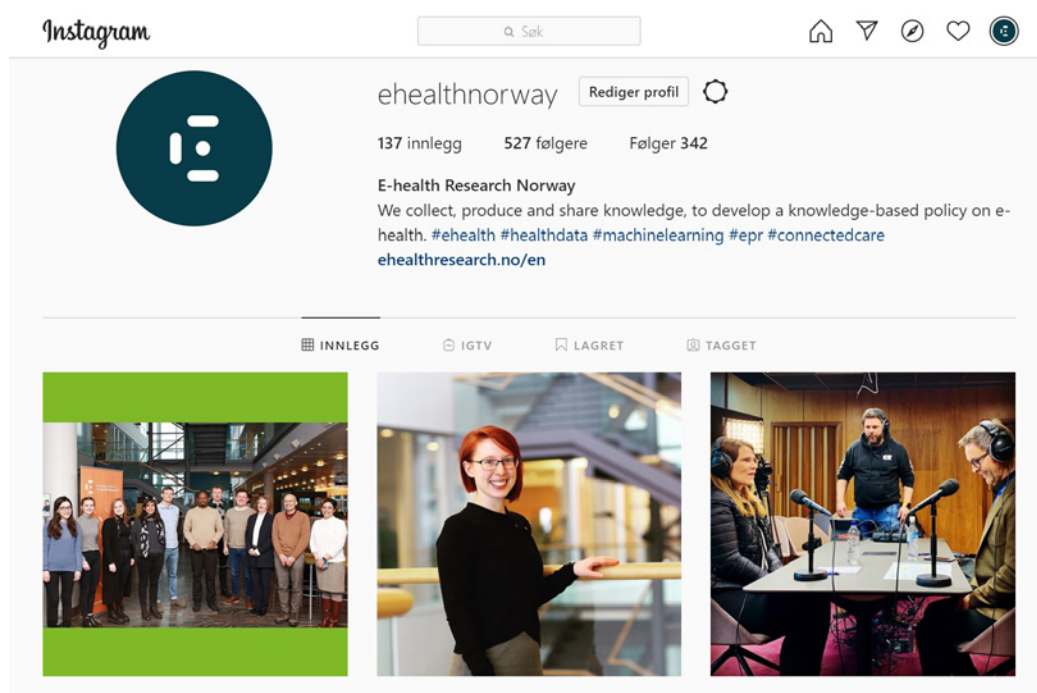 Instagram
Søk
ehealthnorway Rediger profil
137 innlegg 527 følgere Følger 342
E-health Research Norway
We collect, produce and share knowledge, to develop a knowledge-based policy on e-
health. #ehealth #healthdata #machinelearning #epr #connectedcare
ehealthresearch.no/en
INNLEGG IGTV LAGRET TAGGET